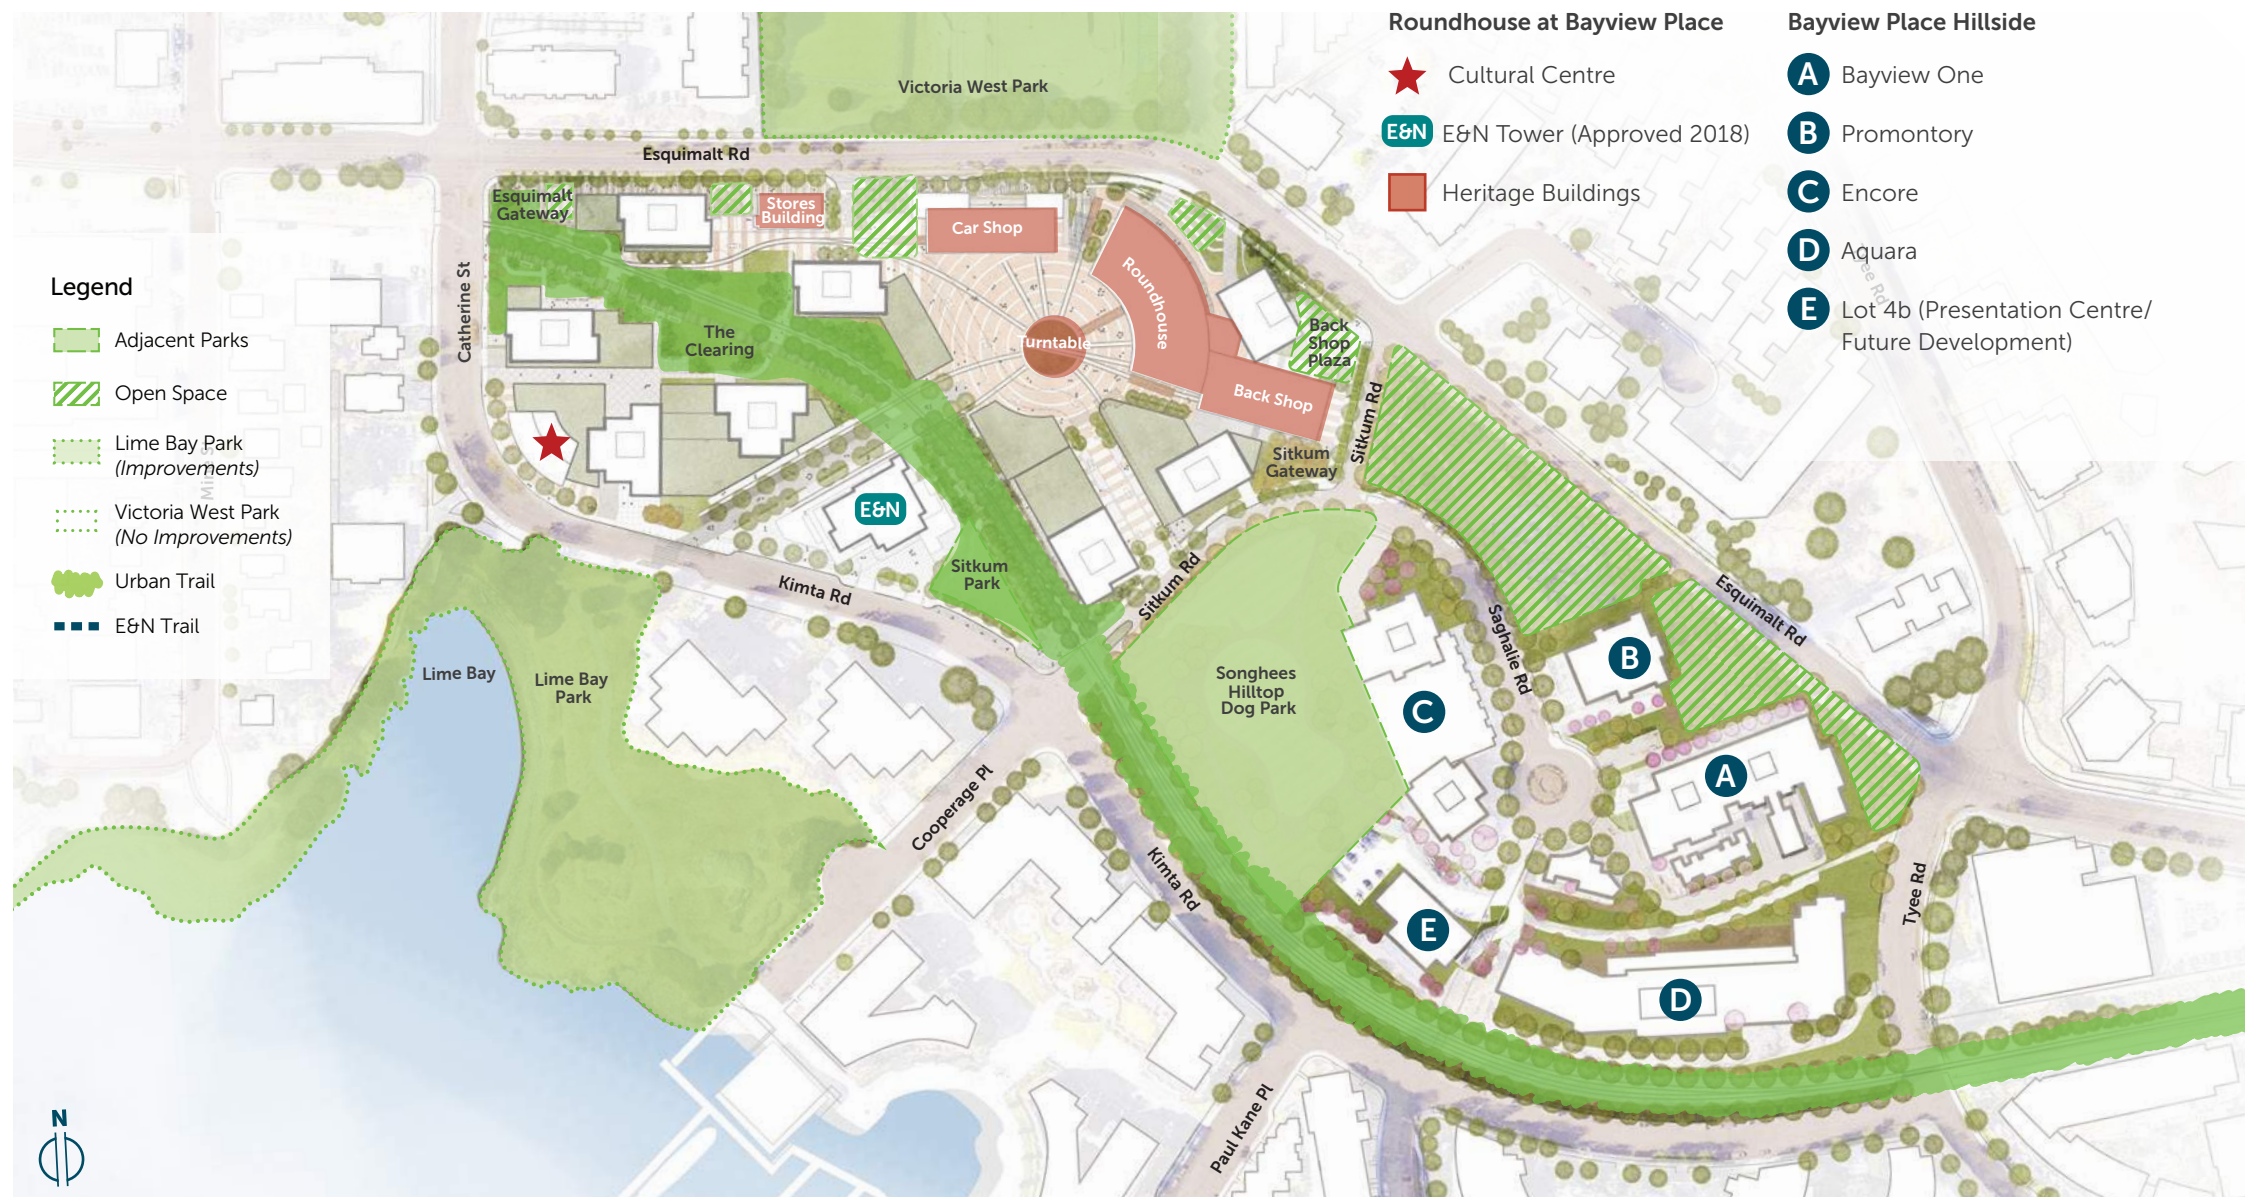 Roundhouse at Bayview Place
Cultural Centre
E&N
E&N Tower (Approved 2018)
Heritage Buildings
Bayview Place Hillside
A
Bayview One
B
Promontory
C
Encore
D
Aquara
E
Lot 4b (Presentation Centre/
Future Development)
Legend
Adjacent Parks
Open Space
Lime Bay Park
(Improvements)
Victoria West Park
(No Improvements)
Urban Trail
E&N Trail
N
Victoria West Park
Esquimalt Rd
Esquimalt
Gateway
Stores
Building
Car Shop
Roundhouse
Turntable
Back Shop
Back
Shop
Plaza
Sitkum
Gateway
Sitkum Rd
Catherine St
The
Clearing
E&N
Sitkum
Park
Kimta Rd
Sitkum Rd
Lime Bay
Lime Bay
Park
Songhees
Hilltop
Dog Park
Saghalie Rd
Esquimalt Rd
A
B
C
D
E
Cooperage Pl
Kimta Rd
Tyee Rd
Paul Kane Pl